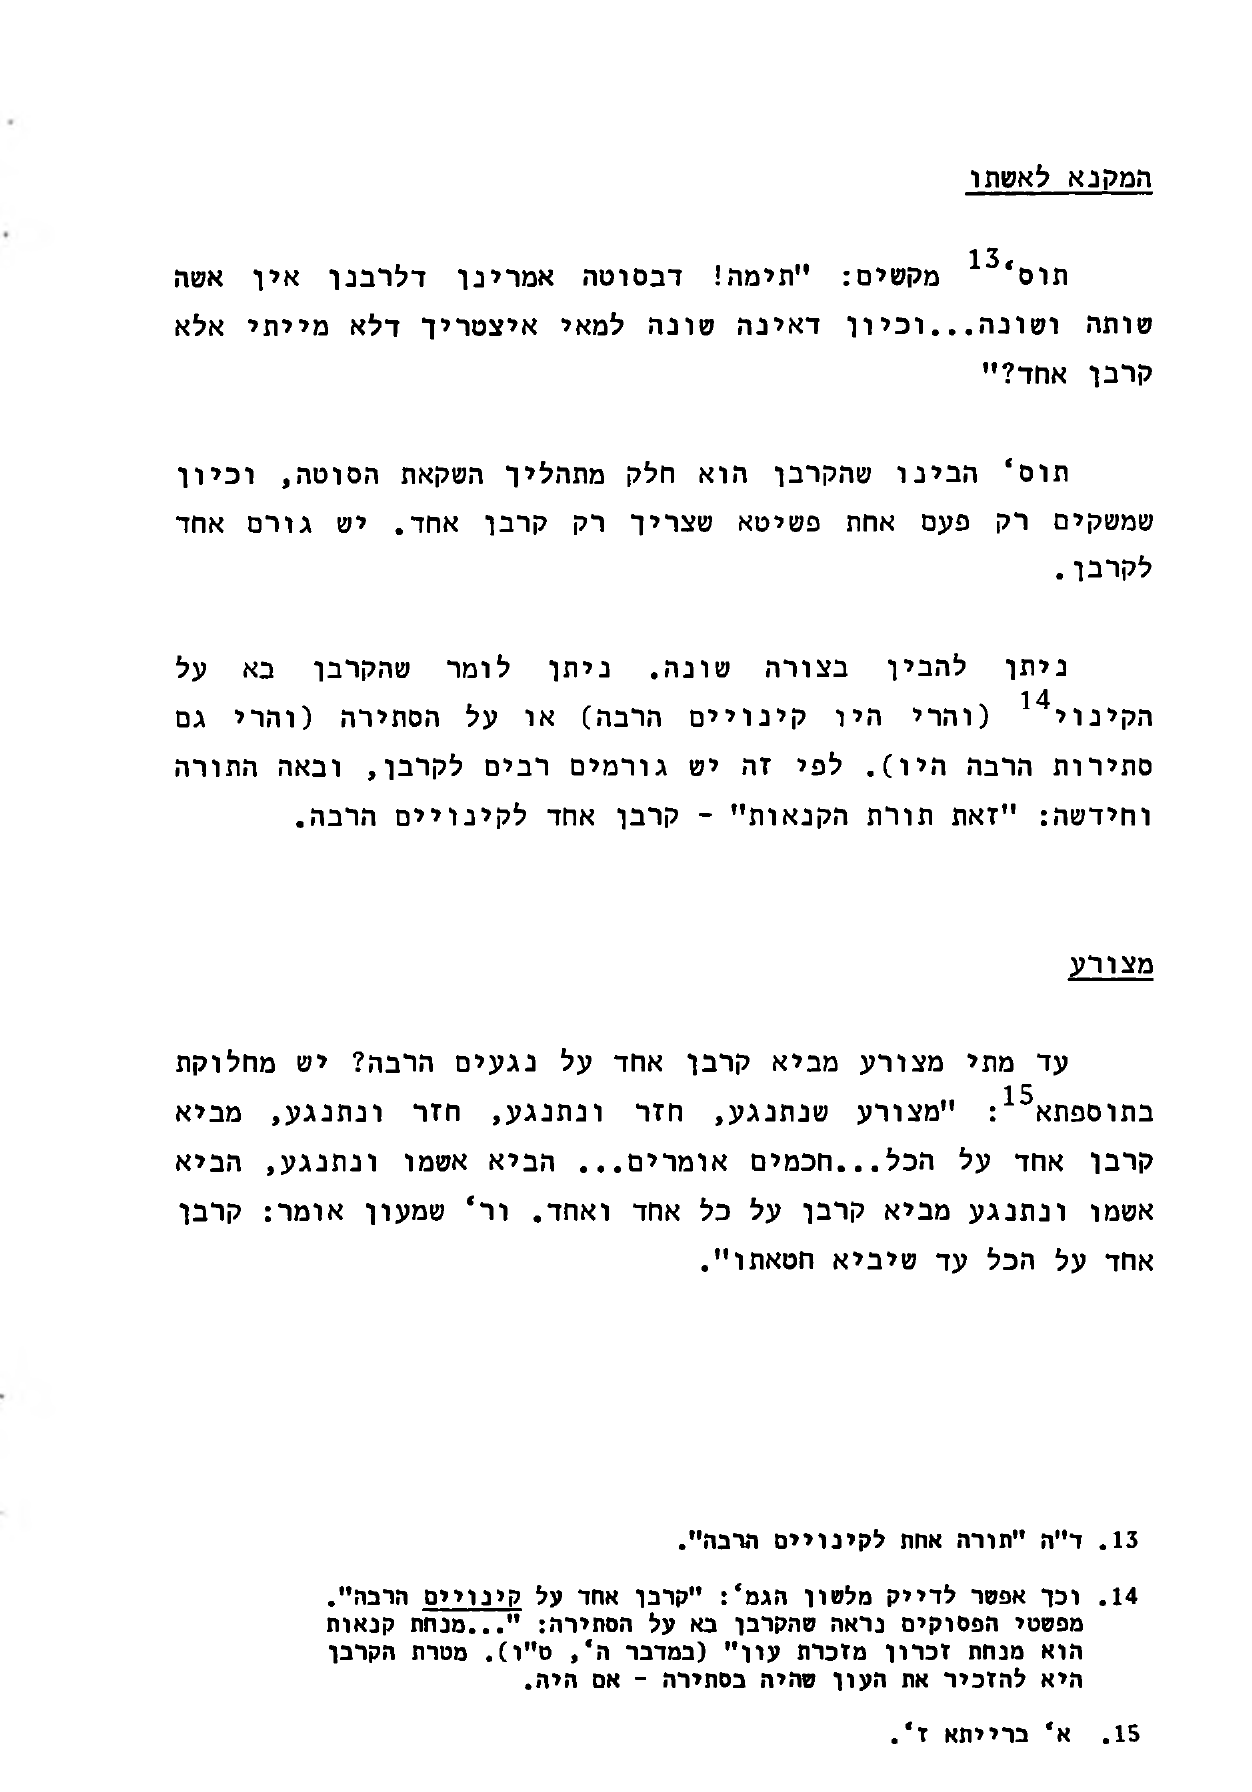 המקנא לאשתו
תוס'13 מקשים: "תימה! דבסוטה אמרינן דלרבנן אין אשה
שותה ושונה...וכיון דאינה שונה למאי איצטריך דלא מייתי אלא
קרבן אחד?"
תוס' הבינו שהקרבן הוא חלק מתהליך השקאת הסוטה, וכיון
שמשקים רק פעם אחת פשיטא שצריך רק קרבן אחד. יש גורם אחד
לקרבן.
ניתן להבין בצורה שונה. ניתן לומר שהקרבן בא על
הקינוי14 (והרי היו קינויים הרבה) או על הסתירה (והרי גם
סתירות הרבה היו). לפי זה יש גורמים רבים לקרבן, ובאה התורה
וחידשה: "זאת תורת הקנאות" - קרבן אחד לקינויים הרבה.
מצורע
עד מתי מצורע מביא קרבן אחד על נגעים הרבה? יש מחלוקת
בתוספתא15: "מצורע שנתנגע, חזר ונתנגע, חזר ונתנגע, מביא
קרבן אחד על הכל...חכמים אומרים... הביא אשמו ונתנגע, הביא
אשמו ונתנגע מביא קרבן על כל אחד ואחד. ור' שמעון אומר: קרבן
אחד על הכל עד שיביא חטאתו".
13. ד"ה "תורה אחת לקינויים הרבה".
14. וכך אפשר לדייק מלשון הגמ': "קרבן אחד על קינויים הרבה".
מפשטי הפסוקים נראה שהקרבן בא על הסתירה: "...מנחת קנאות
הוא מנחת זכרון מזכרת עון" (במדבר ה', ט"ו). מטרת הקרבן
היא להזכיר את העון שהיה בסתירה - אם היה.
15. א' ברייתא ז'.